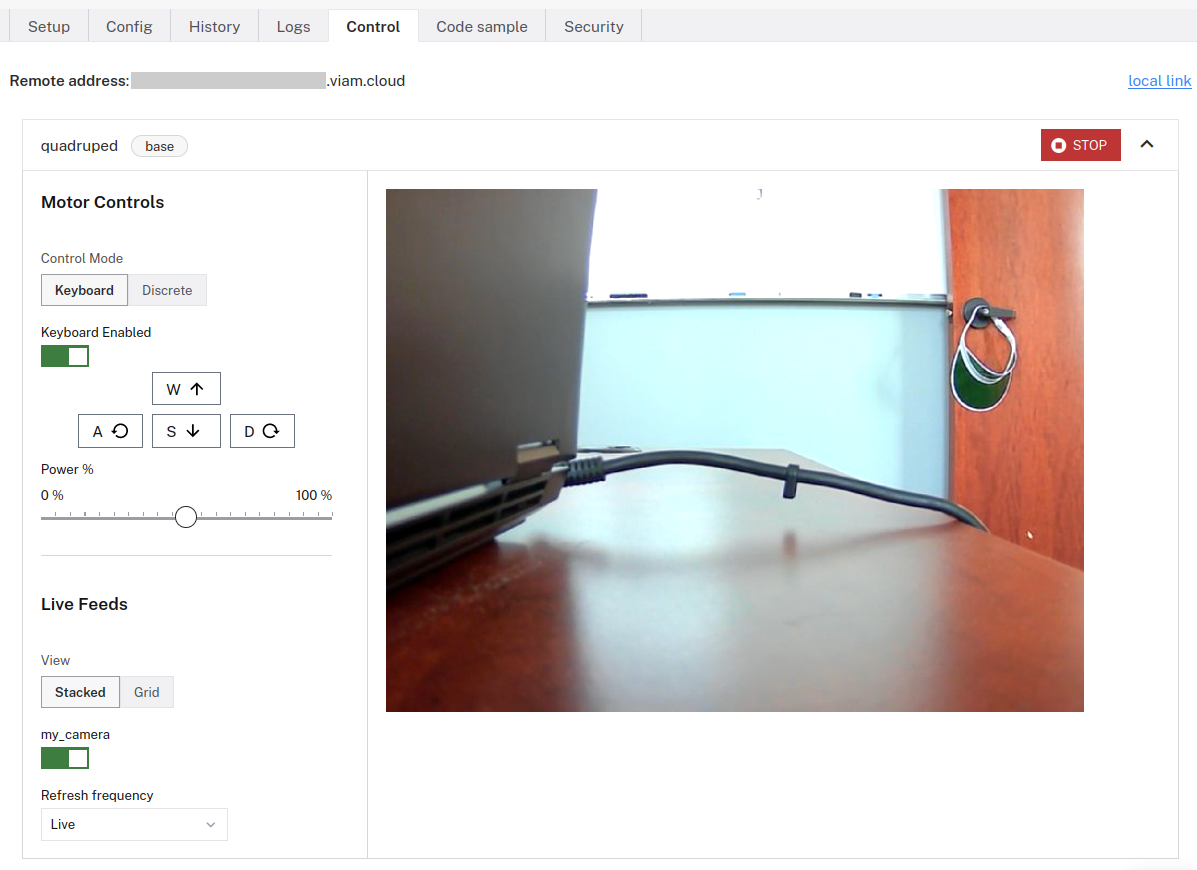 Setup Config History Logs Control Code sample Security
Remote address: .viam.cloud local link
quadruped base STOP
Motor Controls
Control Mode
Keyboard Discrete
Keyboard Enabled
W
A S D
Power %
0 % 100 %
Live Feeds
View
Stacked Grid
my_camera
Refresh frequency
Live